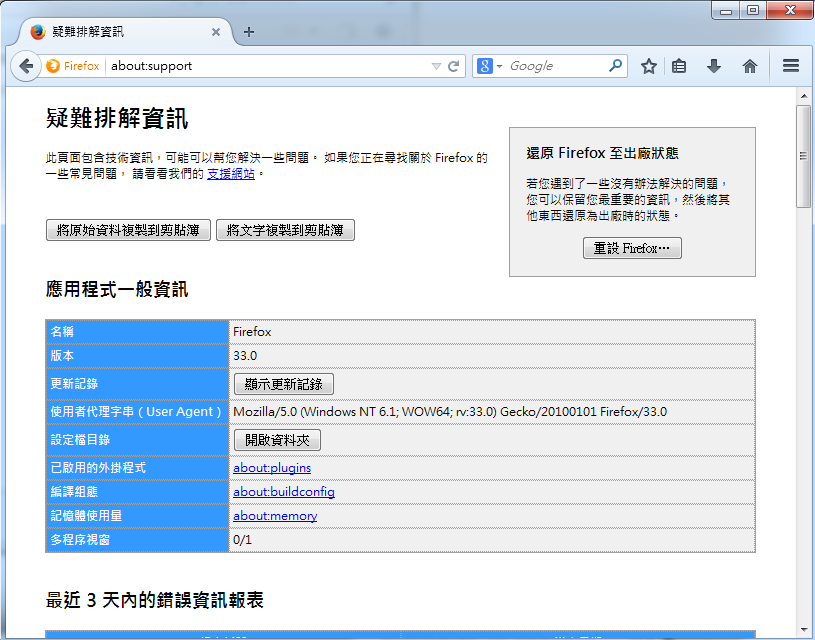 疑難排解資訊
Firefox about:support
Google
疑難排解資訊
此頁面包含技術資訊，可能可以幫您解決一些問題。 如果您正在尋找關於 Firefox 的
一些常見問題， 請看看我們的 支援網站。
將原始資料複製到剪貼簿 將文字複製到剪貼簿
還原 Firefox 至出廠狀態
若您遇到了一些沒有辦法解決的問題，
您可以保留您最重要的資訊，然後將其
他東西還原為出廠時的狀態。
重設 Firefox…
應用程式一般資訊
名稱 Firefox
版本 33.0
更新記錄 顯示更新記錄
使用者代理字串（User Agent） Mozilla/5.0 (Windows NT 6.1; WOW64; rv:33.0) Gecko/20100101 Firefox/33.0
設定檔目錄 開啟資料夾
已啟用的外掛程式 about:plugins
編譯組態 about:buildconfig
記憶體使用量 about:memory
多程序視窗 0/1
最近 3 天內的錯誤資訊報表